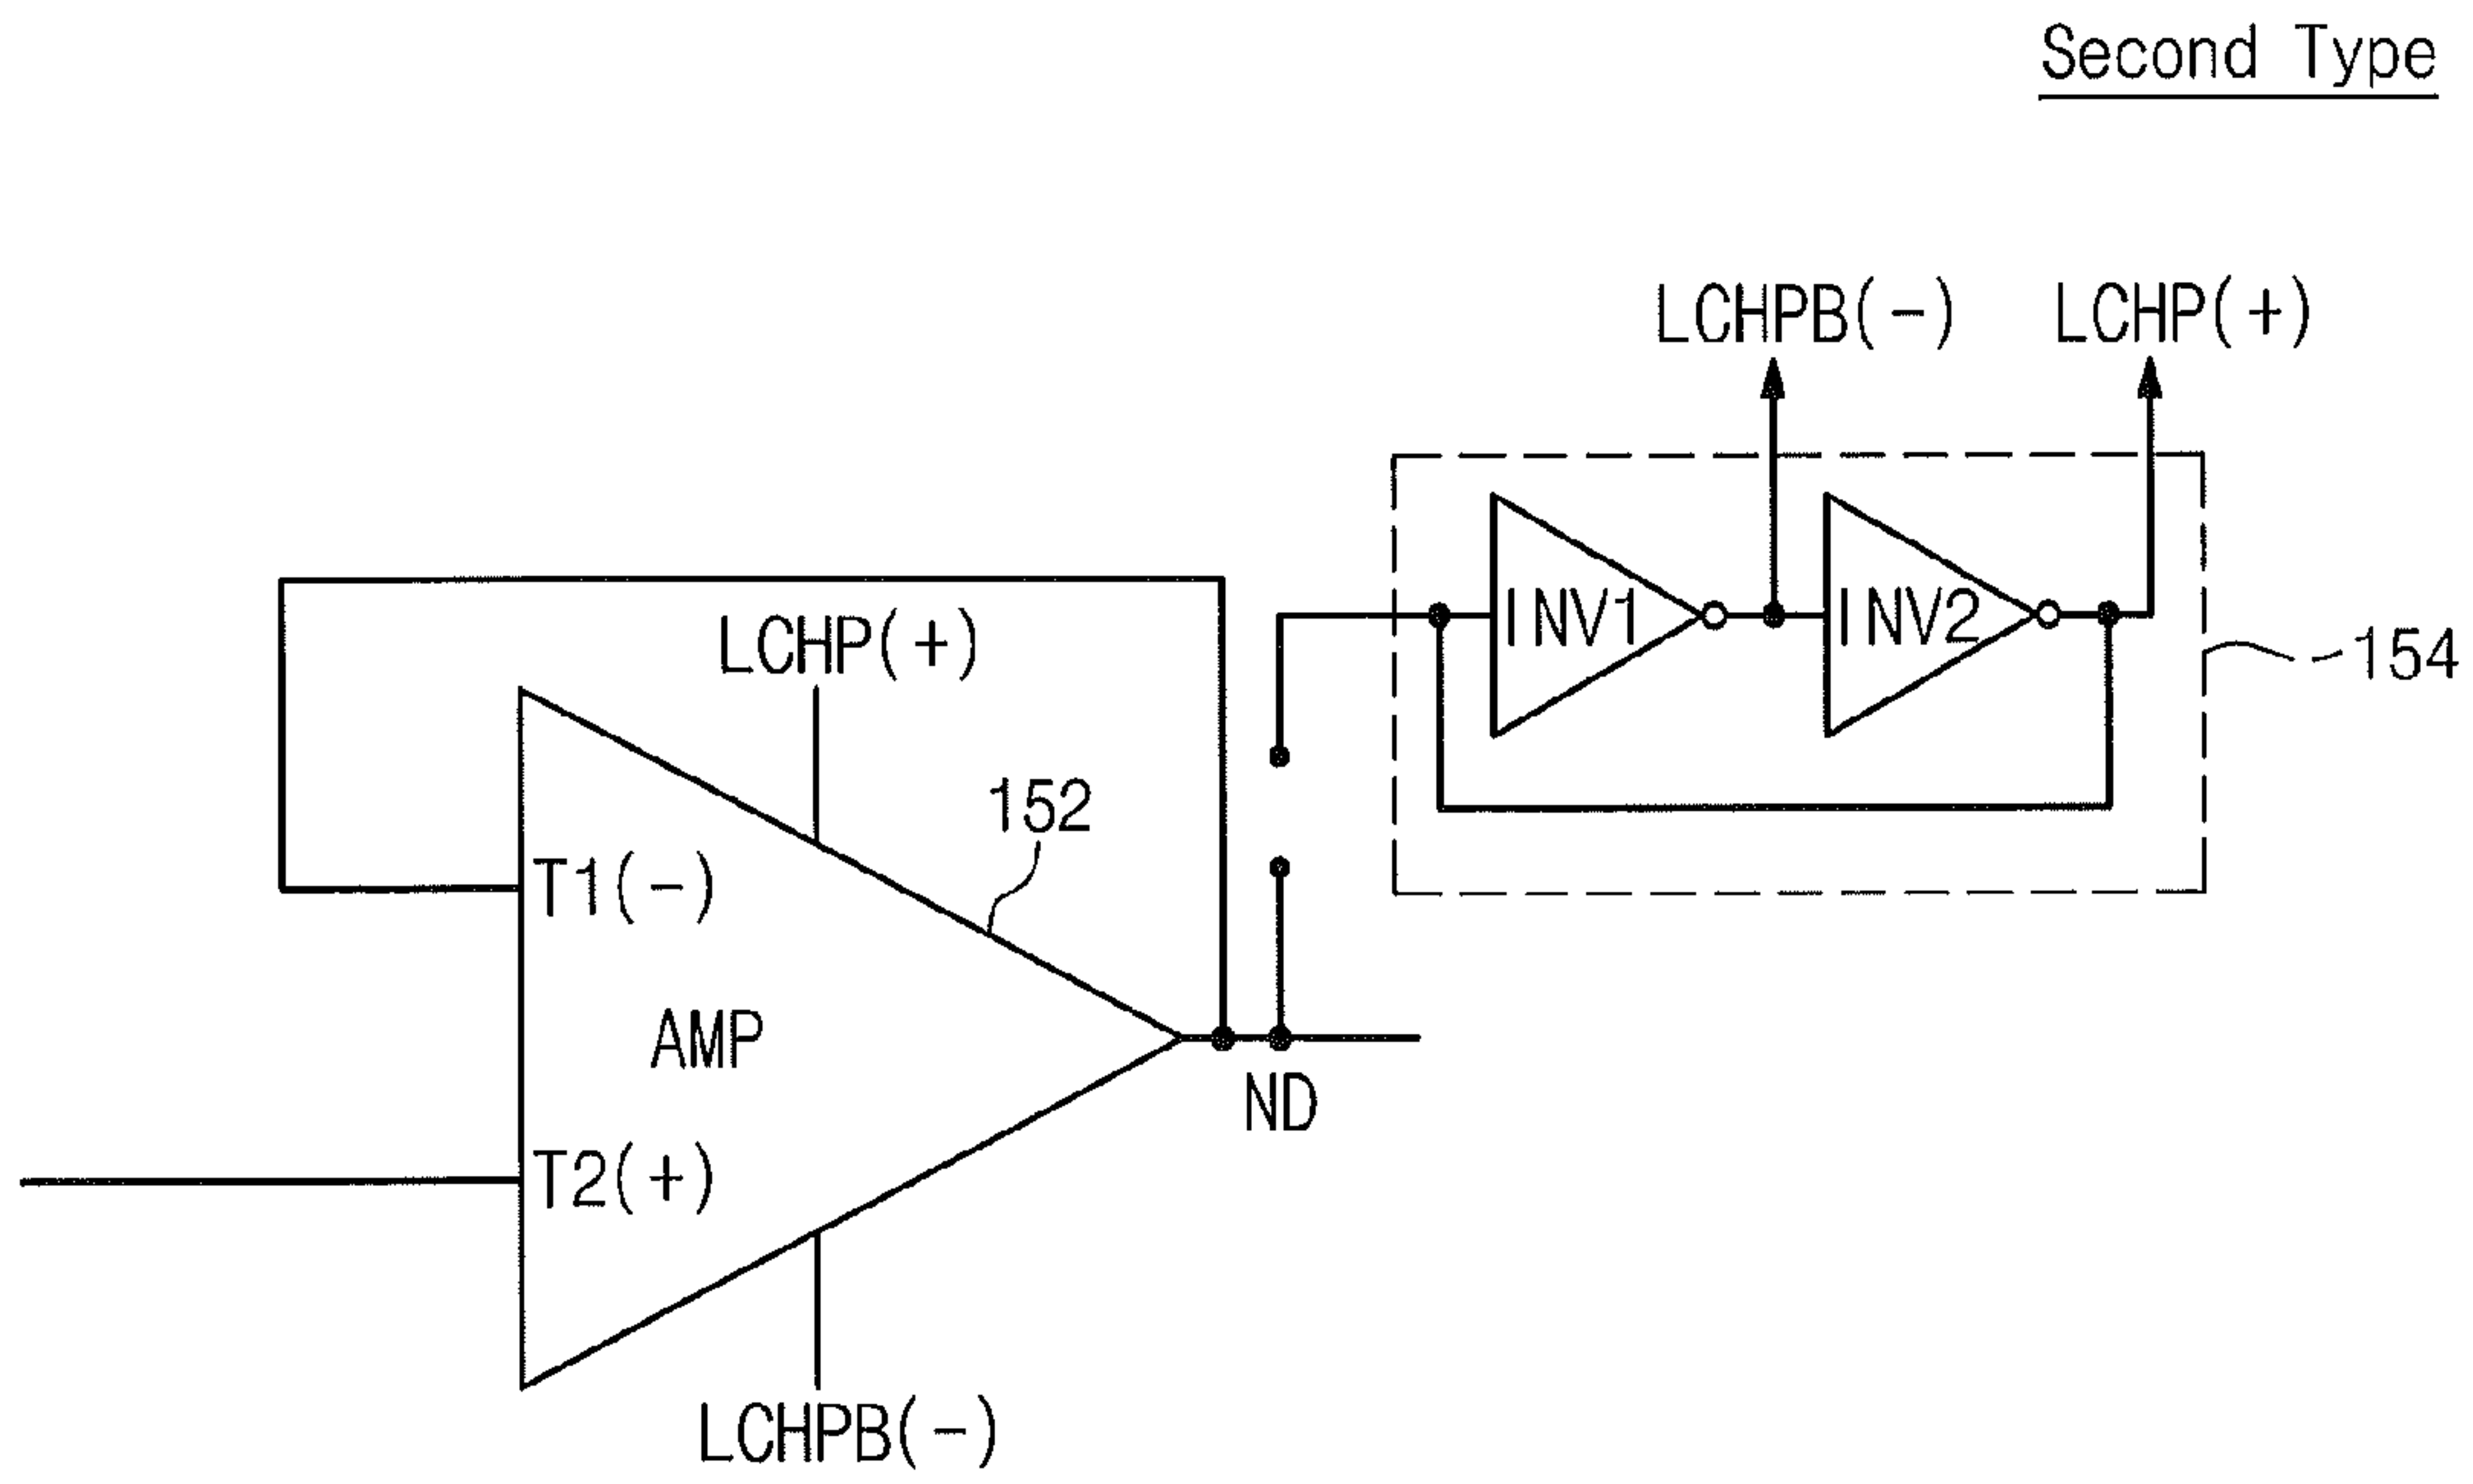 Second Type
LCHPB(-)
LCHP(+)
INV1
INV2
154
LCHP(+)
152
T1(-)
AMP
ND
T2(+)
LCHPB(-)